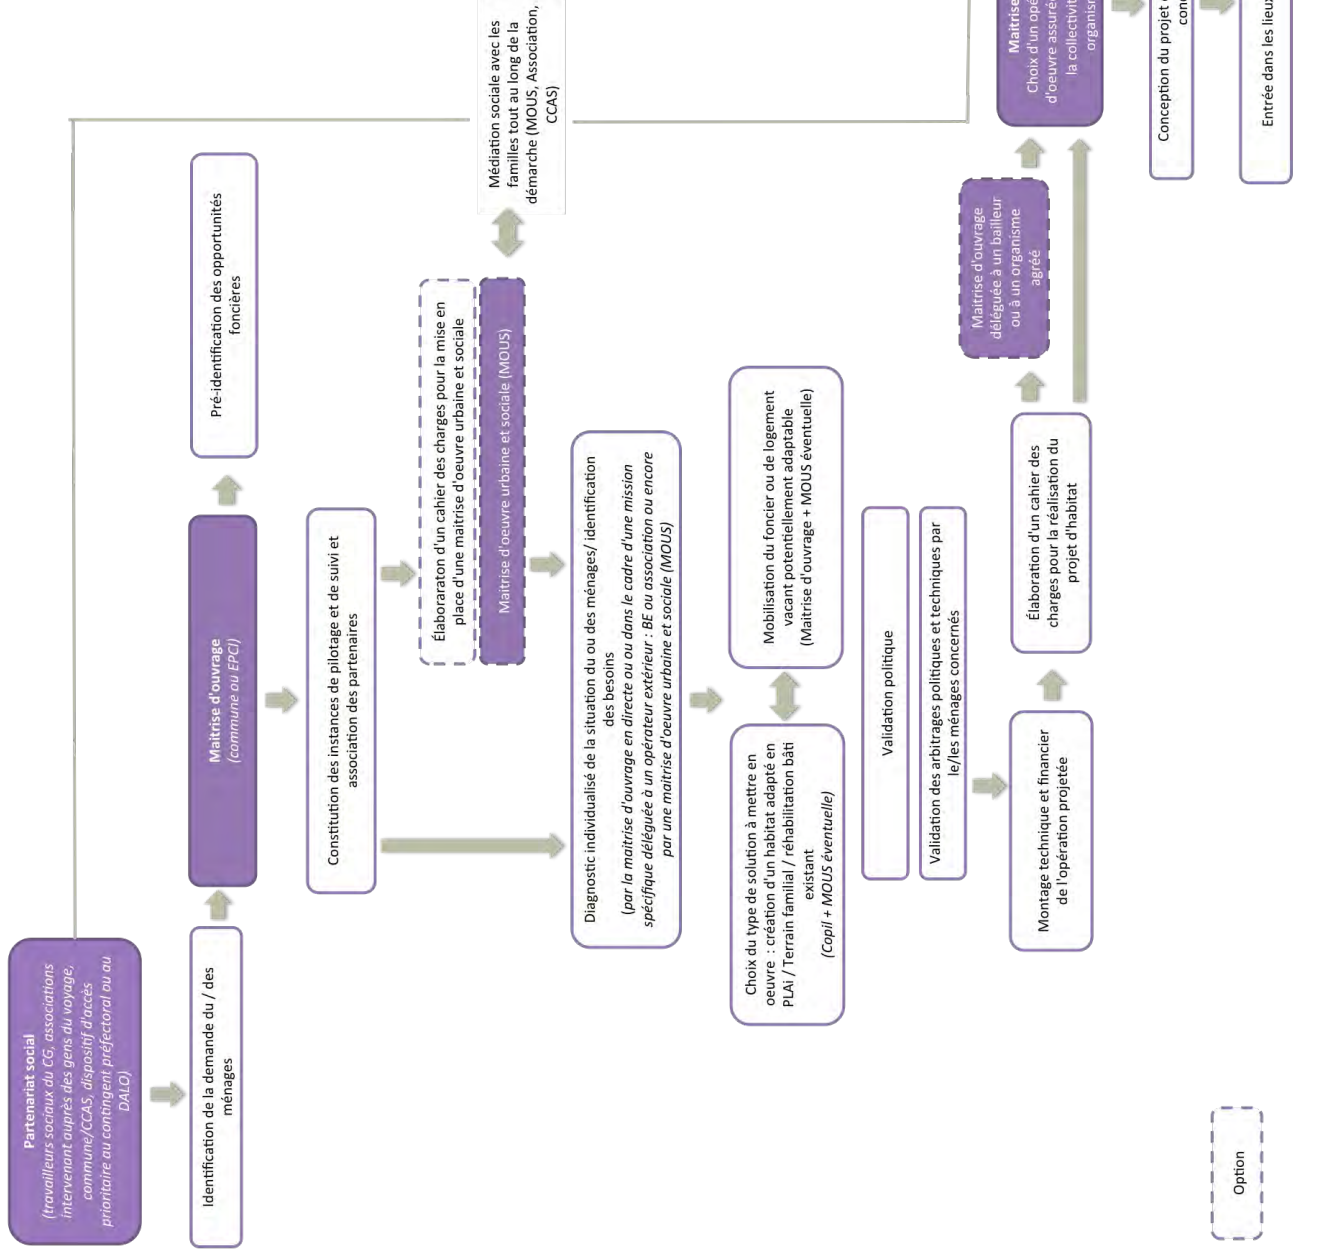 Partenariat social
(travailleurs sociaux du CG, associations
intervenant auprès des gens du voyage,
commune/CCAS, dispositif d'accès
prioritaire au contingent préfectoral ou au
DALO)
Identification de la demande du / des
ménages
Maitrise d'ouvrage
(commune ou EPCI)
Pré-identification des opportunités
foncières
Constitution des instances de pilotage et de suivi et
association des partenaires
Élaboraraton d'un cahier des charges pour la mise en
place d'une maitrise d'oeuvre urbaine et sociale
Maitrise d'oeuvre urbaine et sociale (MOUS)
Médiation sociale avec les
familles tout au long de la
démarche (MOUS, Association,
CCAS)
Diagnostic individualisé de la situation du ou des ménages/ identification
des besoins
(par la maitrise d'ouvrage en directe ou ou dans le cadre d'une mission
spécifique déléguée à un opérateur extérieur : BE ou association ou encore
par une maitrise d'oeuvre urbaine et sociale (MOUS)
Choix du type de solution à mettre en
oeuvre : création d'un habitat adapté en
PLAi / Terrain familial / réhabilitation bâti
existant
(Copil + MOUS éventuelle)
Mobilisation du foncier ou de logement
vacant potentiellement adaptable
(Maitrise d'ouvrage + MOUS éventuelle)
Validation politique
Validation des arbitrages politiques et techniques par
le/les ménages concernés
Montage technique et financier
de l'opération projetée
Élaboration d'un cahier des
charges pour la réalisation du
projet d'habitat
Maitrise d'ouvrage
déléguée à un bailleur
ou à un organisme
agréé
Maitrise
Choix d'un opé
d'oeuvre assurée
la collectivit
organism
Conception du projet
con
Entrée dans les lieux
Option